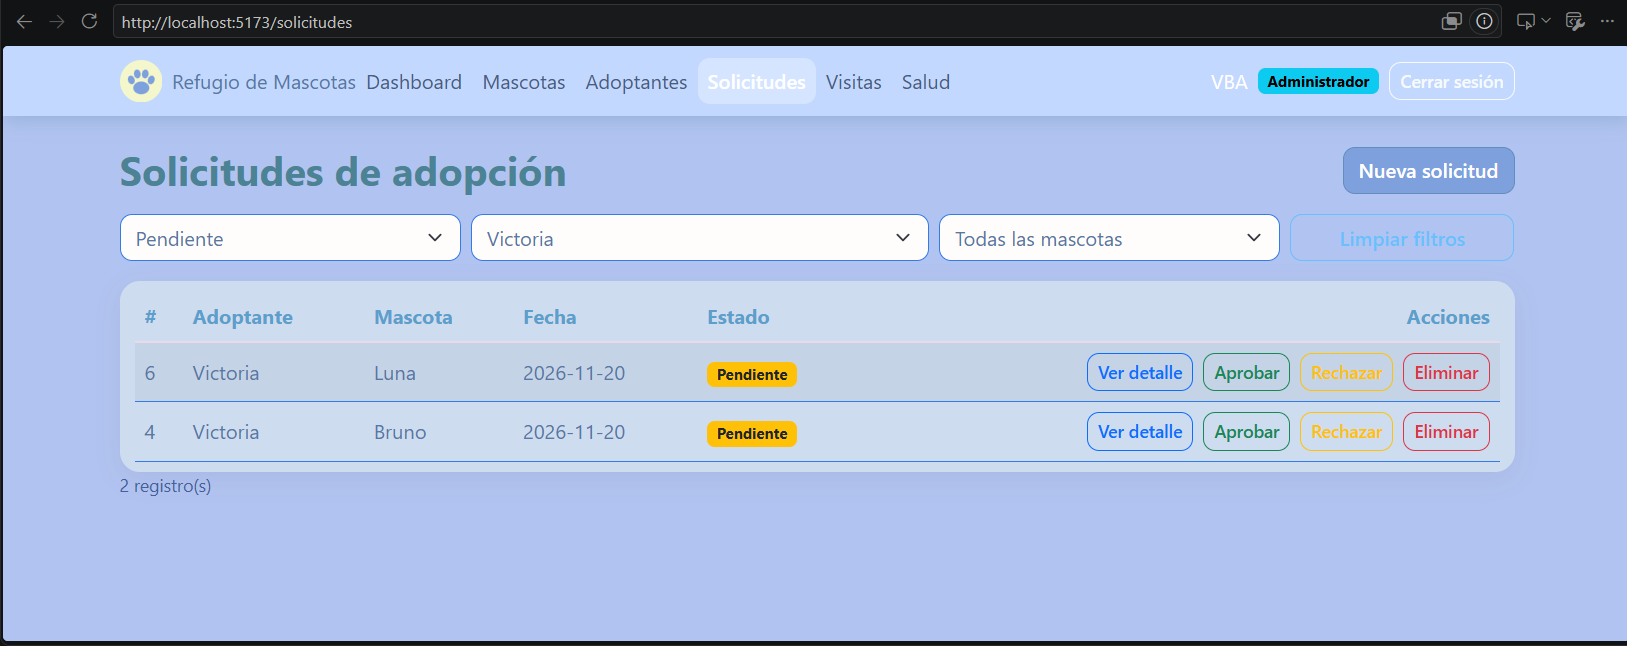 http://localhost:5173/solicitudes
Refugio de Mascotas Dashboard Mascotas Adoptantes Solicitudes Visitas Salud VBA Administrador Cerrar sesión
Solicitudes de adopción Nueva solicitud
Pendiente Victoria Todas las mascotas Limpiar filtros
# Adoptante Mascota Fecha Estado Acciones
6 Victoria Luna 2026-11-20 Pendiente Ver detalle Aprobar Rechazar Eliminar
4 Victoria Bruno 2026-11-20 Pendiente Ver detalle Aprobar Rechazar Eliminar
2 registro(s)